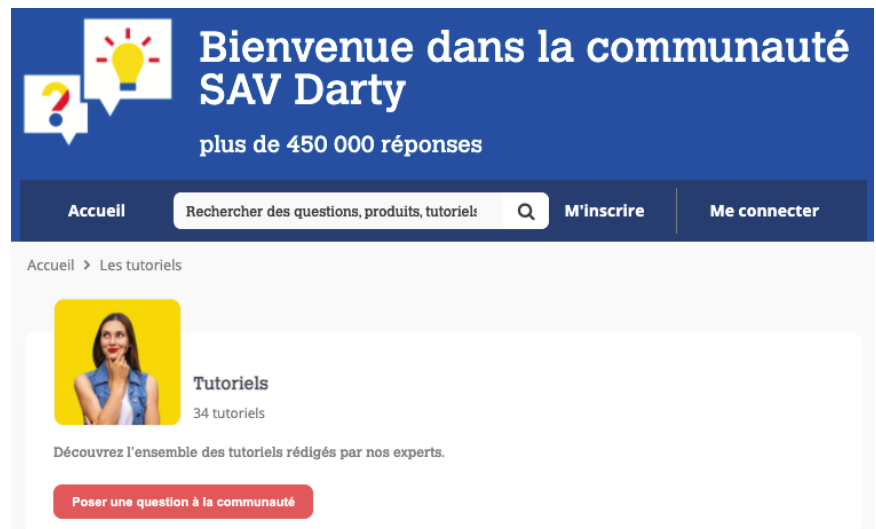 Bienvenue dans la communauté
SAV Darty
plus de 450 000 réponses
Accueil
Rechercher des questions, produits, tutoriels
M'inscrire
Me connecter
Accueil > Les tutoriels
Tutoriels
34 tutoriels
Découvrez l'ensemble des tutoriels rédigés par nos experts.
Poser une question à la communauté